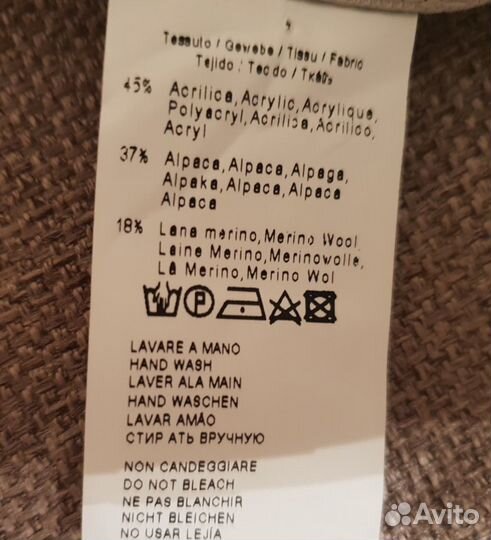 Tessuto / Gewebe / Tissu / Fabric
Tejido / Tecido / Ткань
45% Acrilica, Acrylic, Acrylique,
Polyacryl, Acrilica, Acrilico,
Acryl
37% Alpaca, Alpaca, Alpaga,
Alpaka, Alpaca, Alpaca
Alpaca
18% Lana merino, Merino Wool
Laine Merino, Merinowolle,
La Merino, Merino Wol
P
LAVARE A MANO
HAND WASH
LAVER ALA MAIN
HAND WASCHEN
LAVAR AMÃO
СТИР АТЬ ВРУЧНУЮ
NON CANDEGGIARE
DO NOT BLEACH
NE PAS BLANCHIR
NICHT BLEICHEN
NO USAR LEJÍA
Avito